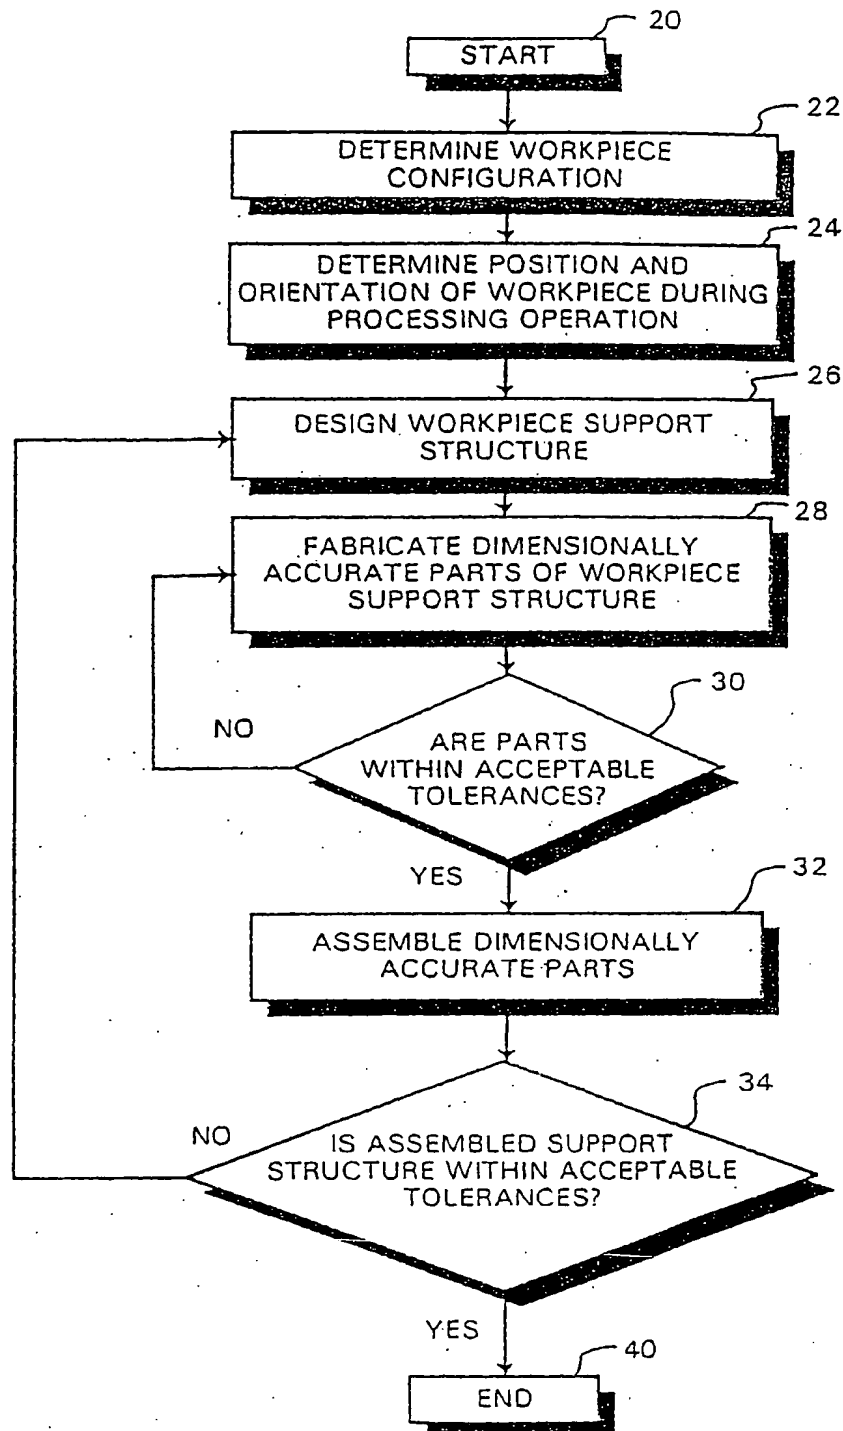 20
START
22
DETERMINE WORKPIECE
CONFIGURATION
24
DETERMINE POSITION AND
ORIENTATION OF WORKPIECE DURING
PROCESSING OPERATION
26
DESIGN WORKPIECE SUPPORT
STRUCTURE
28
FABRICATE DIMENSIONALLY
ACCURATE PARTS OF WORKPIECE
SUPPORT STRUCTURE
30
NO
ARE PARTS
WITHIN ACCEPTABLE
TOLERANCES?
YES
32
ASSEMBLE DIMENSIONALLY
ACCURATE PARTS
34
NO
IS ASSEMBLED SUPPORT
STRUCTURE WITHIN ACCEPTABLE
TOLERANCES?
YES
40
END